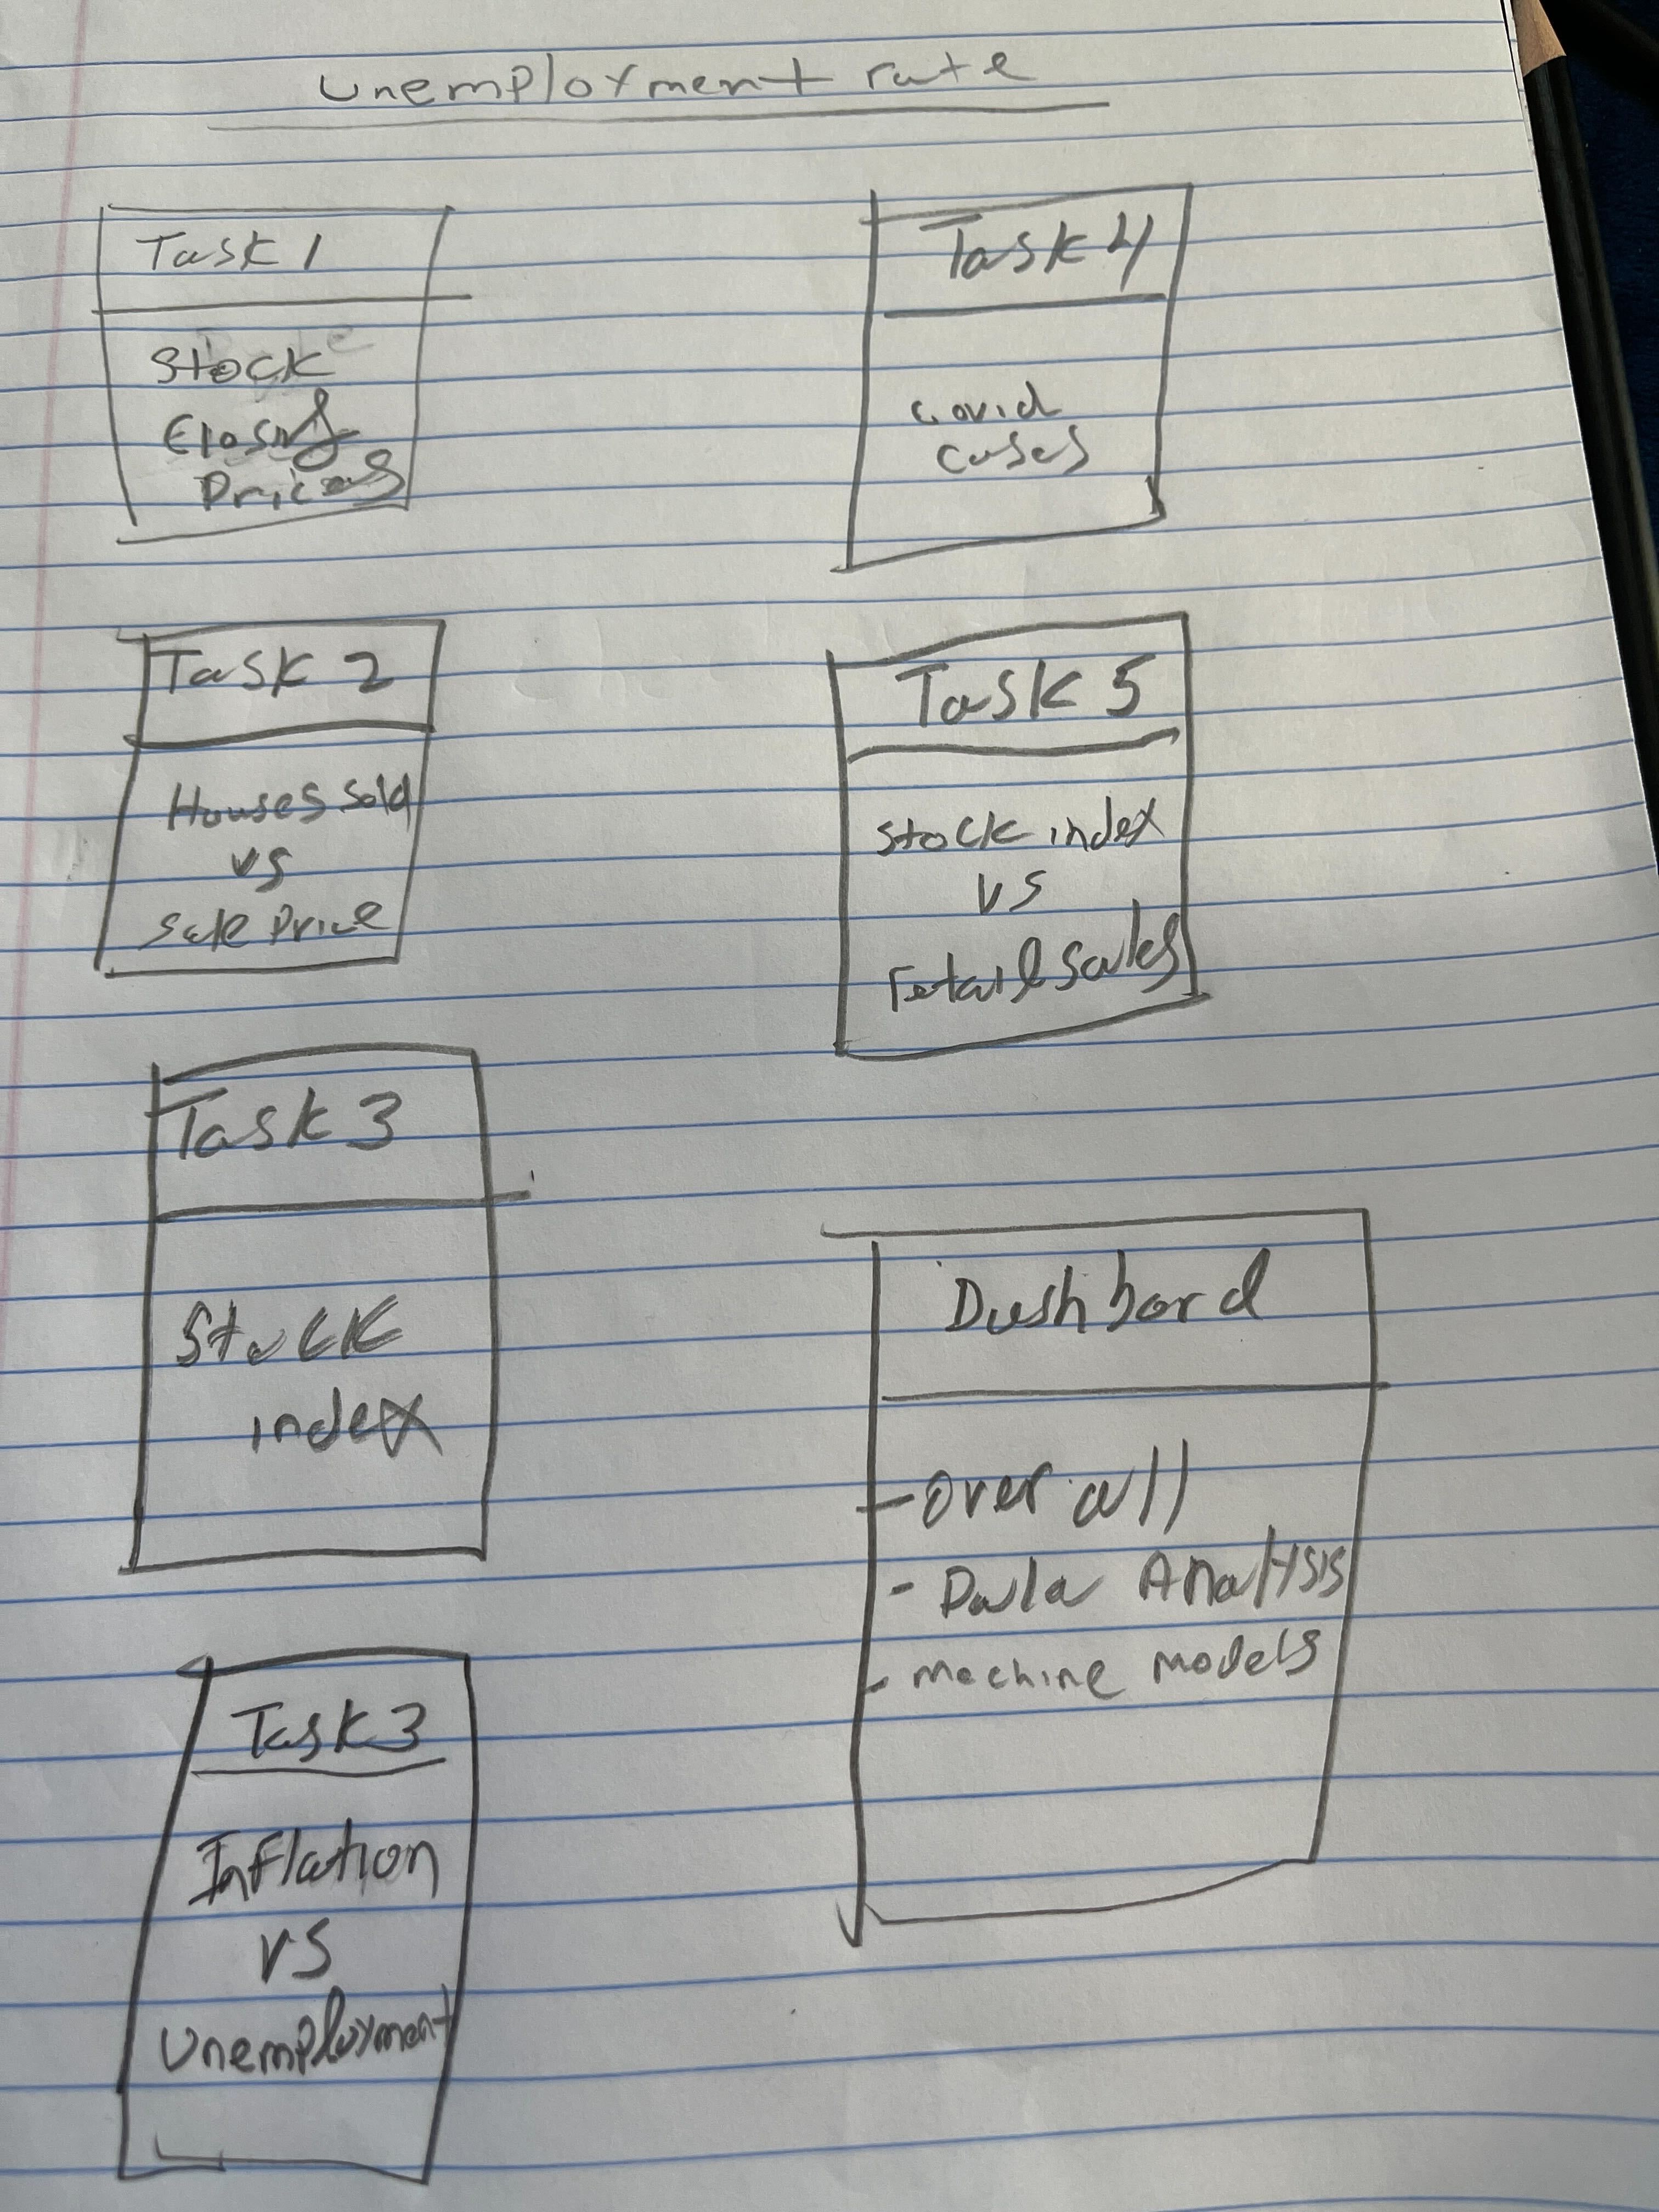 Unemployment rate
Task 1
Stock
Closing
Prices
Task 2
Houses sold
vs
Sale Price
Task 3
Stock
index
Task 3
Inflation
VS
Unemployment
Task 4
Covid
cases
Task 5
Stock index
VS
retail sales
Dashbord
- Over all
- Data Analysis
- Machine Models